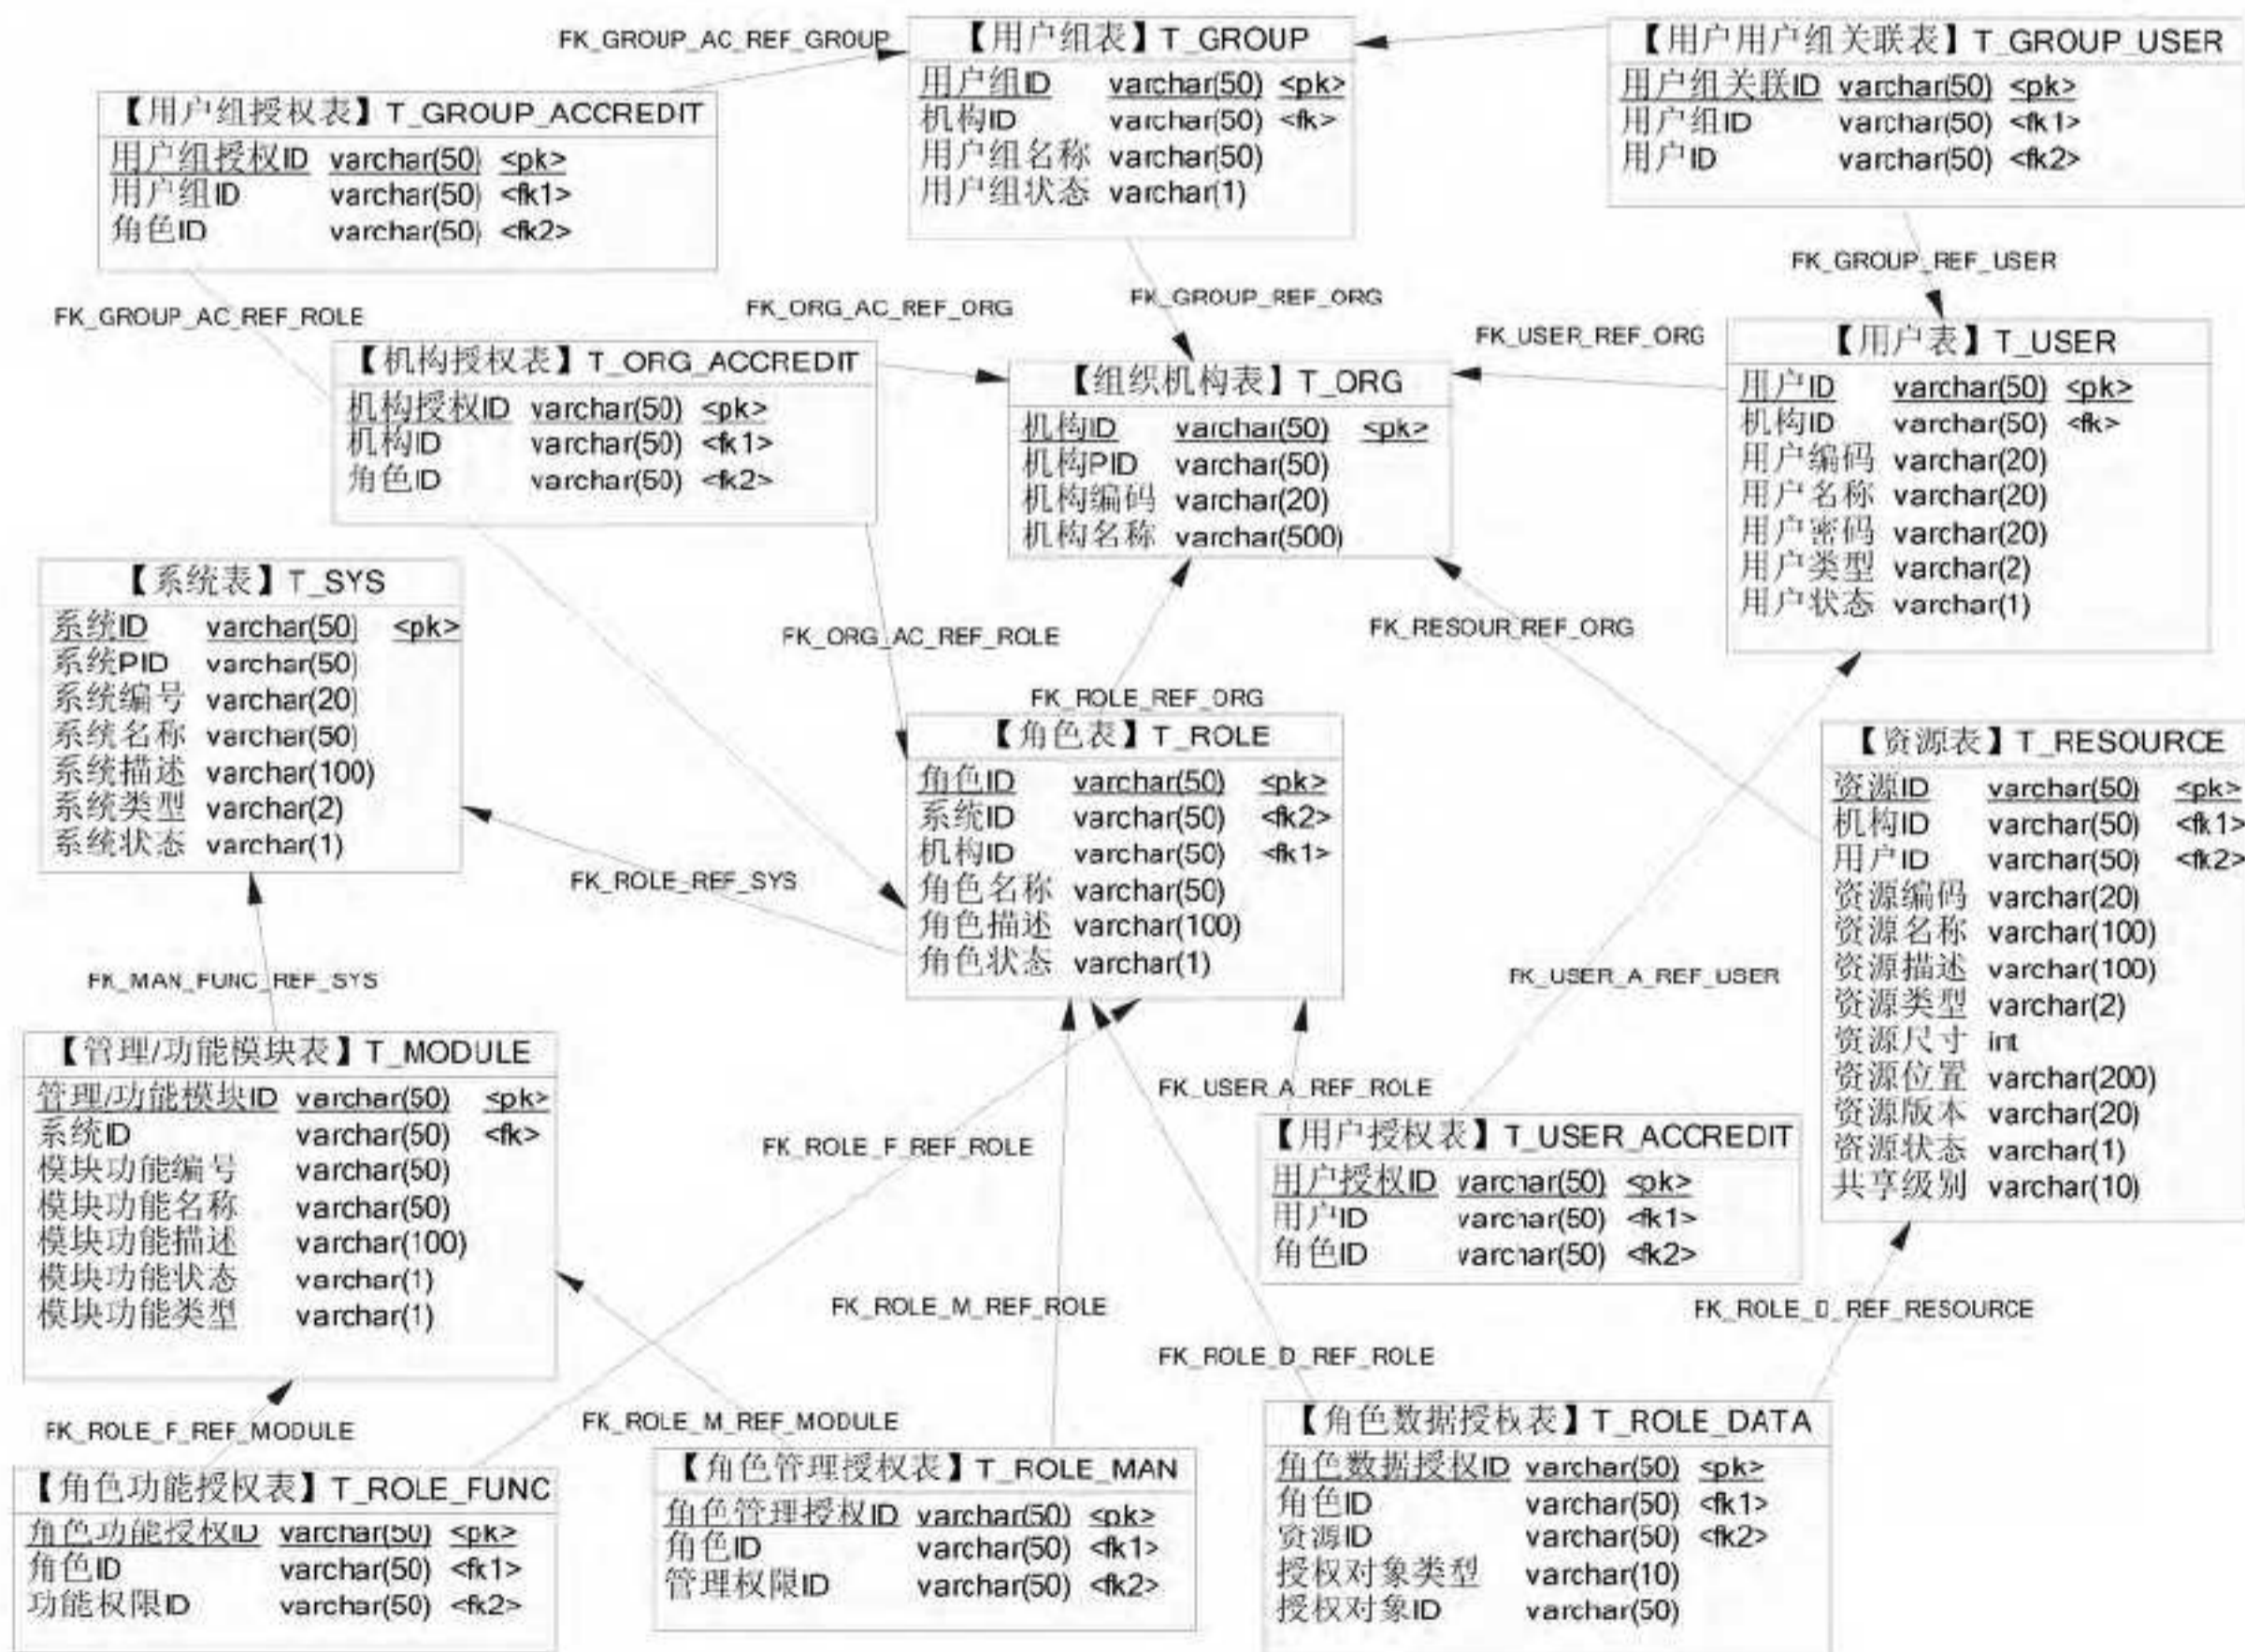 FK_GROUP_AC_REF_GROUP
【用户组表】T_GROUP
用户组ID varchar(50) <pk>
机构ID varchar(50) <fk>
用户组名称 varchar(50)
用户组状态 varchar(1)
【用户用户组关联表】T_GROUP_USER
用户组关联ID varchar(50) <pk>
用户组ID varchar(50) <fk1>
用户ID varchar(50) <fk2>
【用户组授权表】T_GROUP_ACCREDIT
用户组授权ID varchar(50) <pk>
用户组ID varchar(50) <fk1>
角色ID varchar(50) <fk2>
FK_GROUP_REF_USER
FK_GROUP_AC_REF_ROLE
FK_ORG_AC_REF_ORG
FK_GROUP_REF_ORG
FK_USER_REF_ORG
【机构授权表】T_ORG_ACCREDIT
机构授权ID varchar(50) <pk>
机构ID varchar(50) <fk1>
角色ID varchar(50) <fk2>
【组织机构表】T_ORG
机构ID varchar(50) <pk>
机构PID varchar(50)
机构编码 varchar(20)
机构名称 varchar(500)
【用户表】T_USER
用户ID varchar(50) <pk>
机构ID varchar(50) <fk>
用户编码 varchar(20)
用户名称 varchar(20)
用户密码 varchar(20)
用户类型 varchar(2)
用户状态 varchar(1)
【系统表】T_SYS
系统ID varchar(50) <pk>
系统PID varchar(50)
系统编号 varchar(20)
系统名称 varchar(50)
系统描述 varchar(100)
系统类型 varchar(2)
系统状态 varchar(1)
FK_ORG_AC_REF_ROLE
FK_RESOUR_REF_ORG
FK_ROLE_REF_ORG
【角色表】T_ROLE
角色ID varchar(50) <pk>
系统ID varchar(50) <fk2>
机构ID varchar(50) <fk1>
角色名称 varchar(50)
角色描述 varchar(100)
角色状态 varchar(1)
【资源表】T_RESOURCE
资源ID varchar(50) <pk>
机构ID varchar(50) <fk1>
用户ID varchar(50) <fk2>
资源编码 varchar(20)
资源名称 varchar(100)
资源描述 varchar(100)
资源类型 varchar(2)
资源尺寸 int
资源位置 varchar(200)
资源版本 varchar(20)
资源状态 varchar(1)
共享级别 varchar(10)
FK_ROLE_REF_SYS
FK_MAN_FUNC_REF_SYS
FK_USER_A_REF_USER
【管理/功能模块表】T_MODULE
管理/功能模块ID varchar(50) <pk>
系统ID varchar(50) <fk>
模块功能编号 varchar(50)
模块功能名称 varchar(50)
模块功能描述 varchar(100)
模块功能状态 varchar(1)
模块功能类型 varchar(1)
FK_USER_A_REF_ROLE
FK_ROLE_F_REF_ROLE
【用户授权表】T_USER_ACCREDIT
用户授权ID varchar(50) <pk>
用户ID varchar(50) <fk1>
角色ID varchar(50) <fk2>
FK_ROLE_M_REF_ROLE
FK_ROLE_D_REF_RESOURCE
FK_ROLE_D_REF_ROLE
FK_ROLE_F_REF_MODULE
FK_ROLE_M_REF_MODULE
【角色功能授权表】T_ROLE_FUNC
角色功能授权ID varchar(50) <pk>
角色ID varchar(50) <fk1>
功能权限ID varchar(50) <fk2>
【角色管理授权表】T_ROLE_MAN
角色管理授权ID varchar(50) <pk>
角色ID varchar(50) <fk1>
管理权限ID varchar(50) <fk2>
【角色数据授权表】T_ROLE_DATA
角色数据授权ID varchar(50) <pk>
角色ID varchar(50) <fk1>
资源ID varchar(50) <fk2>
授权对象类型 varchar(10)
授权对象ID varchar(50)